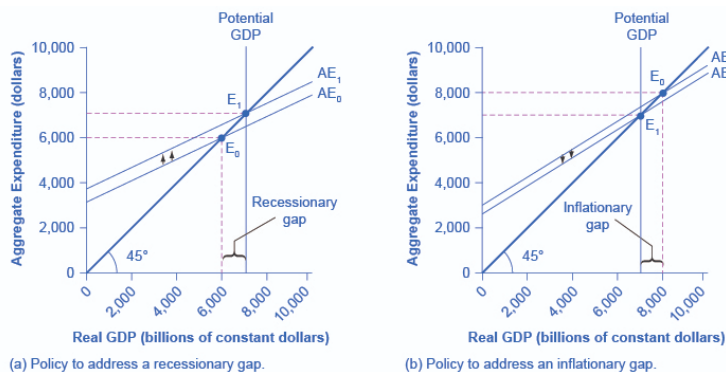 Potential
GDP
10,000
8,000
6,000
4,000
2,000
0
Aggregate Expenditure (dollars)
AE1
AE0
E1
E0
Recessionary
gap
45°
0
2,000
4,000
6,000
8,000
10,000
Real GDP (billions of constant dollars)
(a) Policy to address a recessionary gap.
Potential
GDP
10,000
8,000
6,000
4,000
2,000
0
Aggregate Expenditure (dollars)
AE
AE
E0
E1
Inflationary
gap
45°
0
2,000
4,000
6,000
8,000
10,000
Real GDP (billions of constant dollars)
(b) Policy to address an inflationary gap.